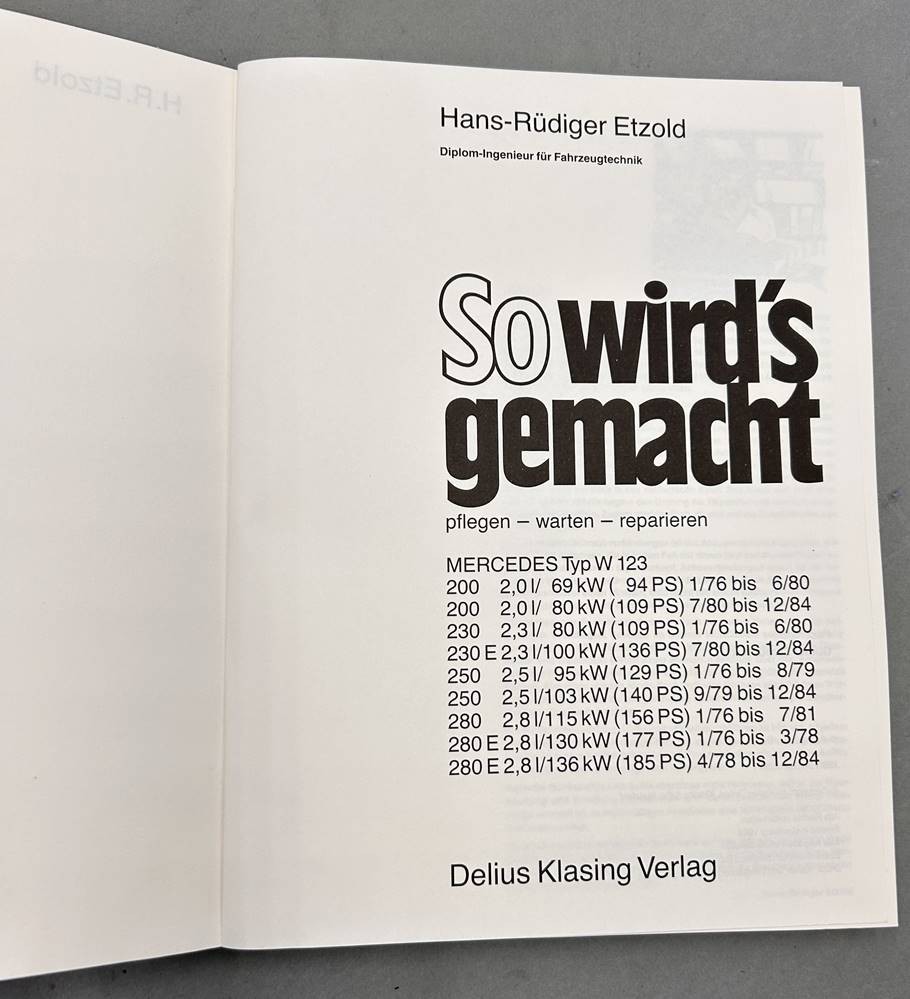 H.R. Etzold
Hans-Rüdiger Etzold
Diplom-Ingenieur für Fahrzeugtechnik
So wird's
gemacht
pflegen – warten – reparieren
MERCEDES Typ W 123
200 2,0 l/ 69 kW ( 94 PS) 1/76 bis 6/80
200 2,0 l/ 80 kW (109 PS) 7/80 bis 12/84
230 2,3 l/ 80 kW (109 PS) 1/76 bis 6/80
230 E 2,3 l/100 kW (136 PS) 7/80 bis 12/84
250 2,5 l/ 95 kW (129 PS) 1/76 bis 8/79
250 2,5 l/103 kW (140 PS) 9/79 bis 12/84
280 2,8 l/115 kW (156 PS) 1/76 bis 7/81
280 E 2,8 l/130 kW (177 PS) 1/76 bis 3/78
280 E 2,8 l/136 kW (185 PS) 4/78 bis 12/84
Delius Klasing Verlag